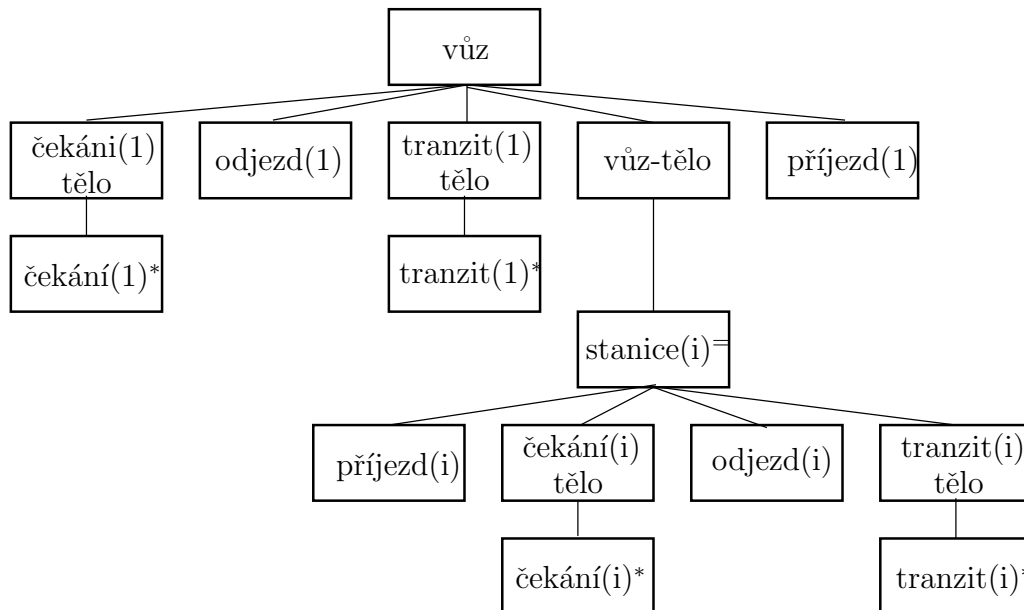 vůz
čekáni(1)
tělo
odjezd(1)
tranzit(1)
tělo
vůz-tělo
příjezd(1)
čekání(1)*
tranzit(1)*
stanice(i)=
příjezd(i)
čekání(i)
tělo
odjezd(i)
tranzit(i)
tělo
čekání(i)*
tranzit(i)*